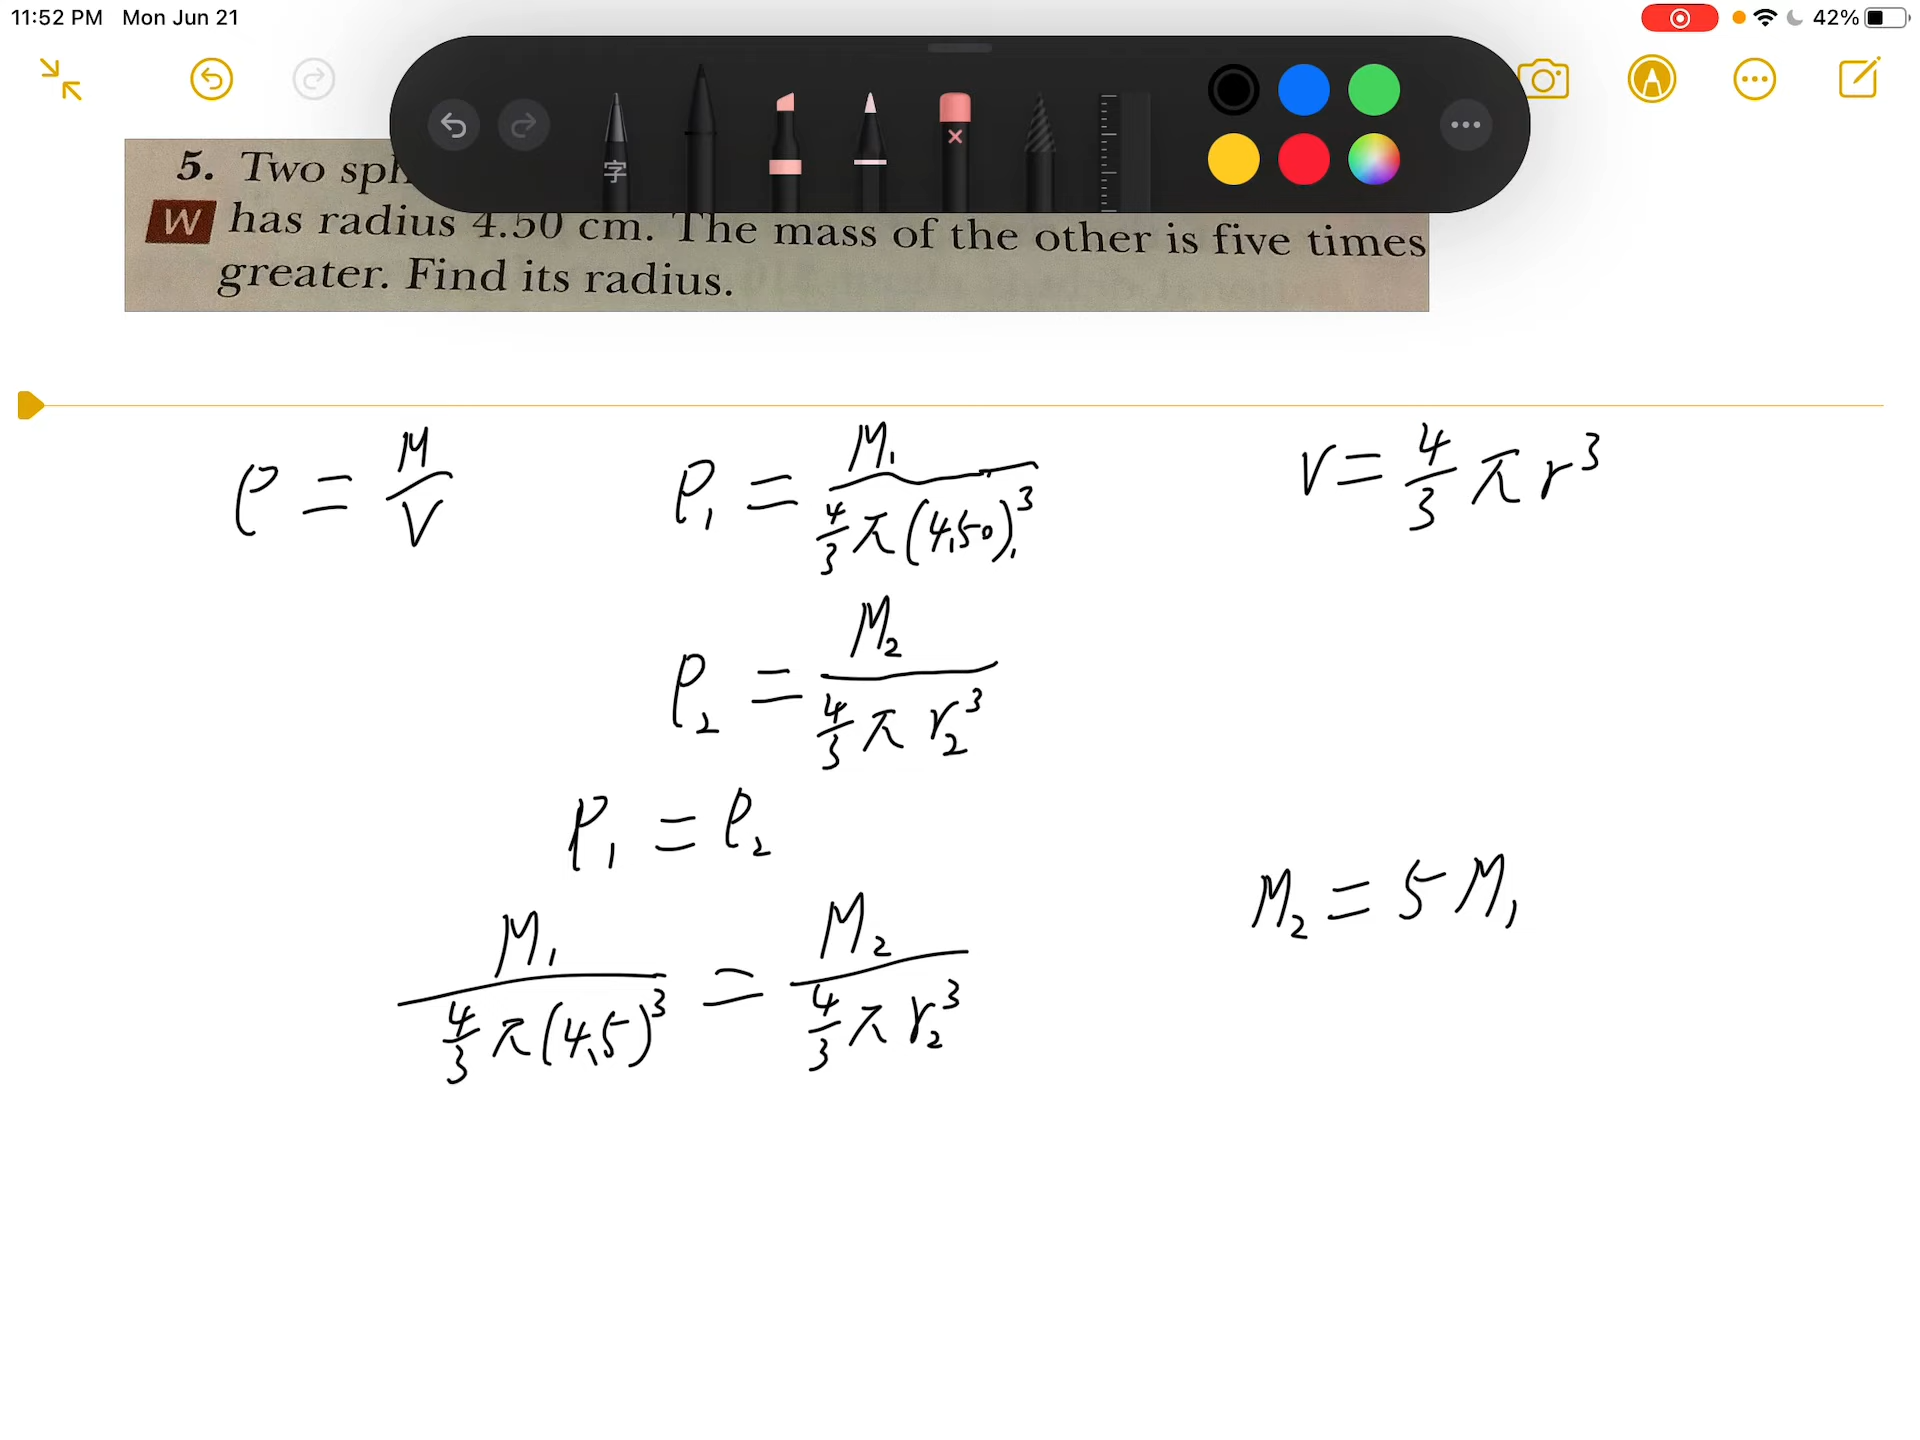 11:52 PM Mon Jun 21
42%
字
5. Two
W has radius 4.50 cm. The mass of the other is five times
greater. Find its radius.
ρ = M/V
ρ₁ = M₁/(4/3 π (4.50)³)
V = 4/3 π r³
ρ₂ = M₂/(4/3 π r₂³)
ρ₁ = ρ₂
M₂ = 5 M₁
M₁/(4/3 π (4.5)³) = M₂/(4/3 π r₂³)